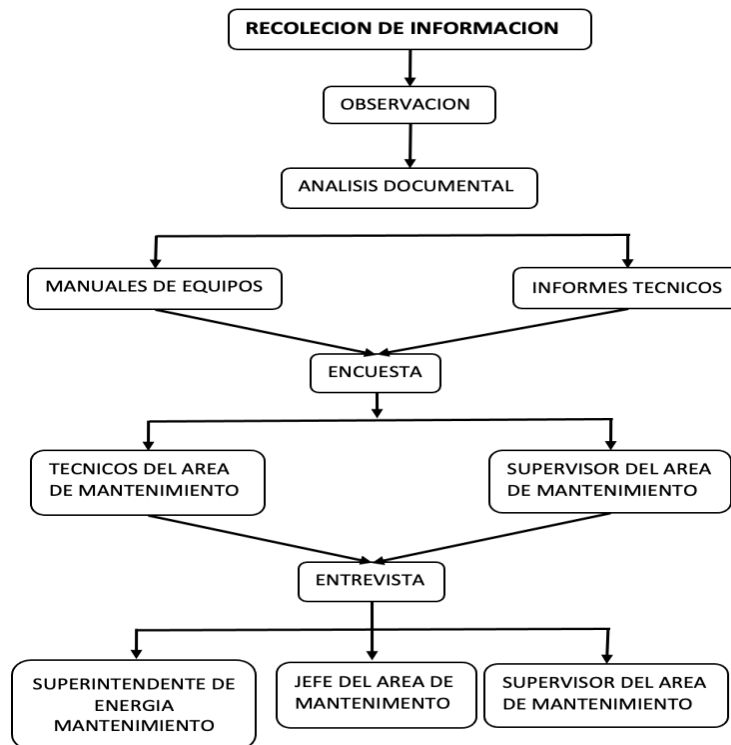 RECOLECION DE INFORMACION
OBSERVACION
ANALISIS DOCUMENTAL
MANUALES DE EQUIPOS
INFORMES TECNICOS
ENCUESTA
TECNICOS DEL AREA
DE MANTENIMIENTO
SUPERVISOR DEL AREA
DE MANTENIMIENTO
ENTREVISTA
SUPERINTENDENTE DE
ENERGIA
MANTENIMIENTO
JEFE DEL AREA DE
MANTENIMENTO
SUPERVISOR DEL AREA
DE MANTENIMIENTO